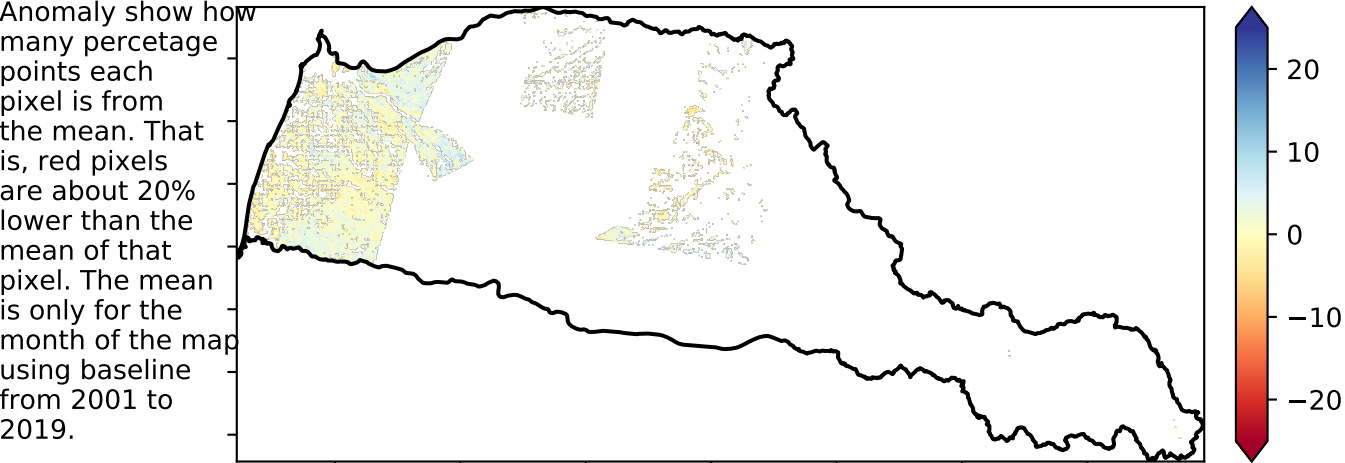 Anomaly show how
many percetage
points each
pixel is from
the mean. That
is, red pixels
are about 20%
lower than the
mean of that
pixel. The mean
is only for the
month of the map
using baseline
from 2001 to
2019.
20
10
0
−10
−20